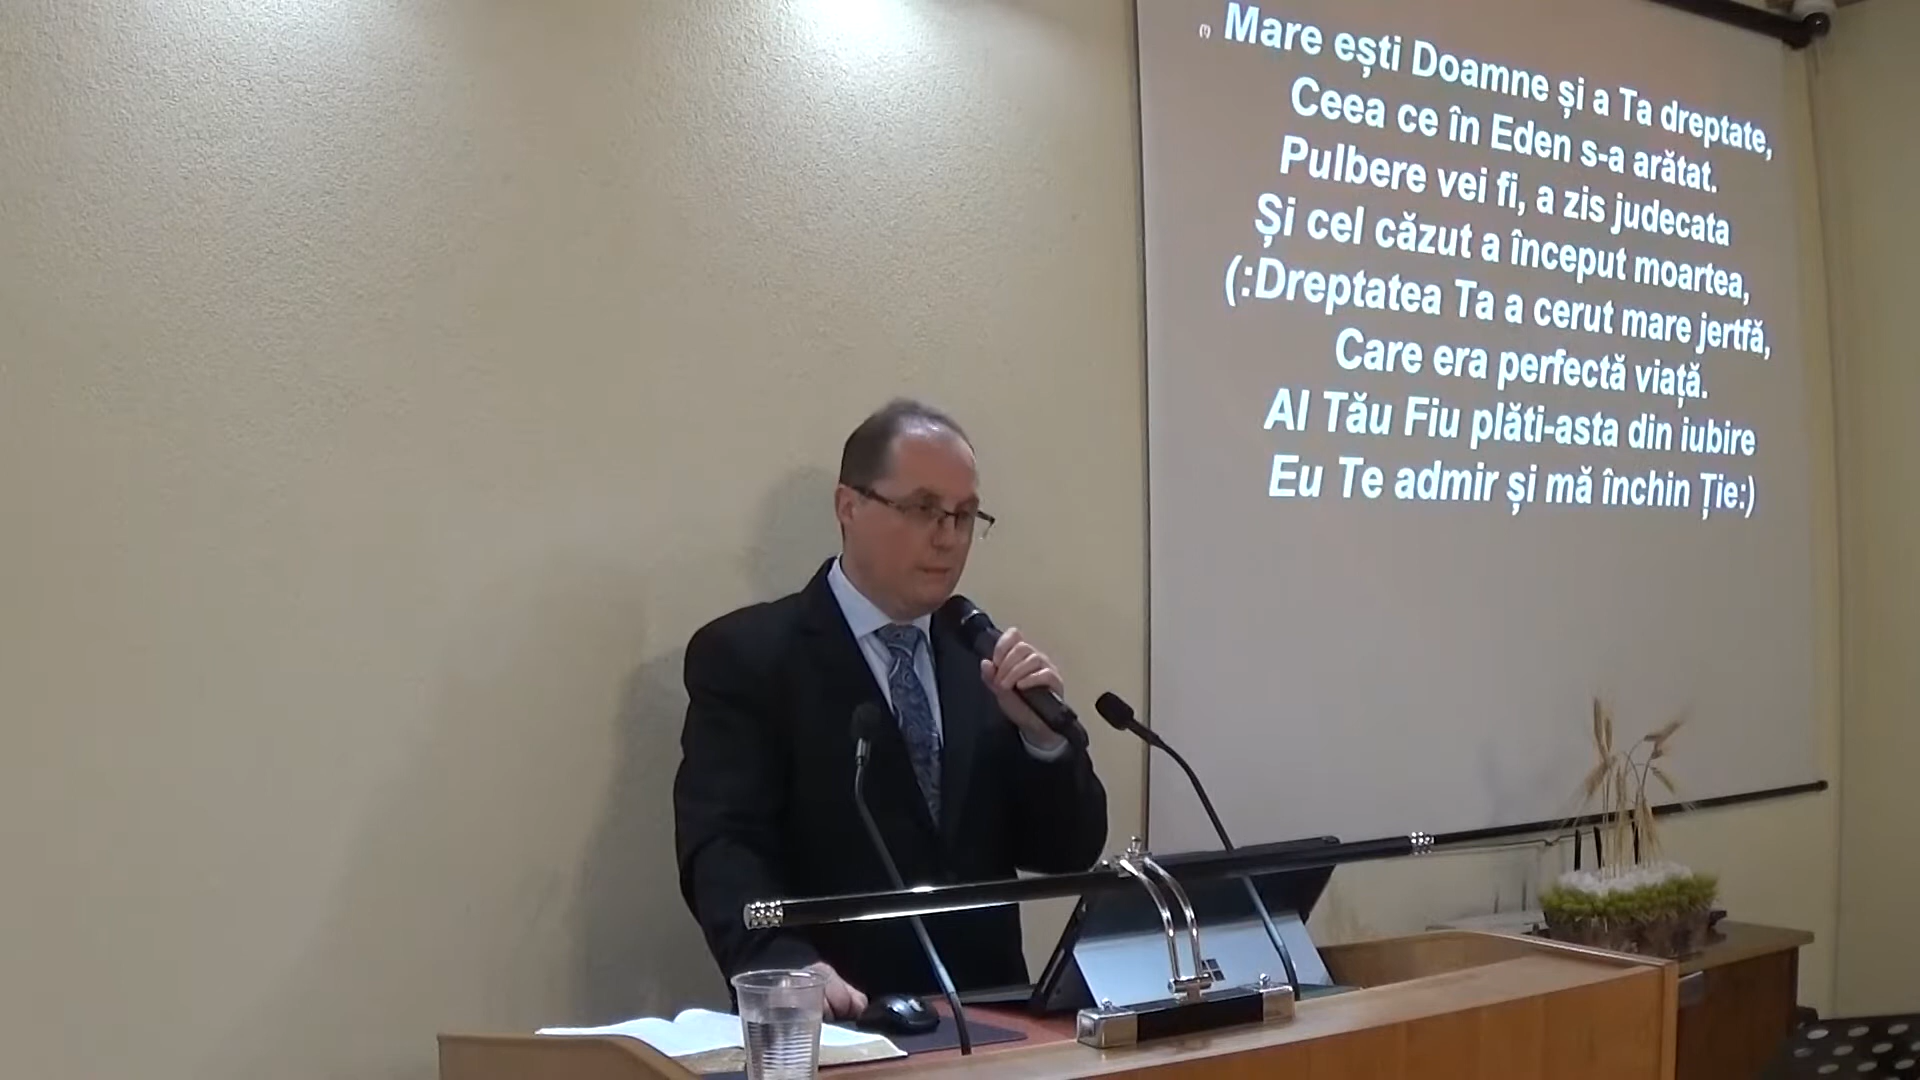 Mare ești Doamne și a Ta dreptate,
Ceea ce în Eden s-a arătat.
Pulbere vei fi, a zis judecata
Și cel căzut a început moartea,
(:Dreptatea Ta a cerut mare jertfă,
Care era perfectă viață.
Al Tău Fiu plăti-asta din iubire
Eu Te admir și mă închin Ție:)